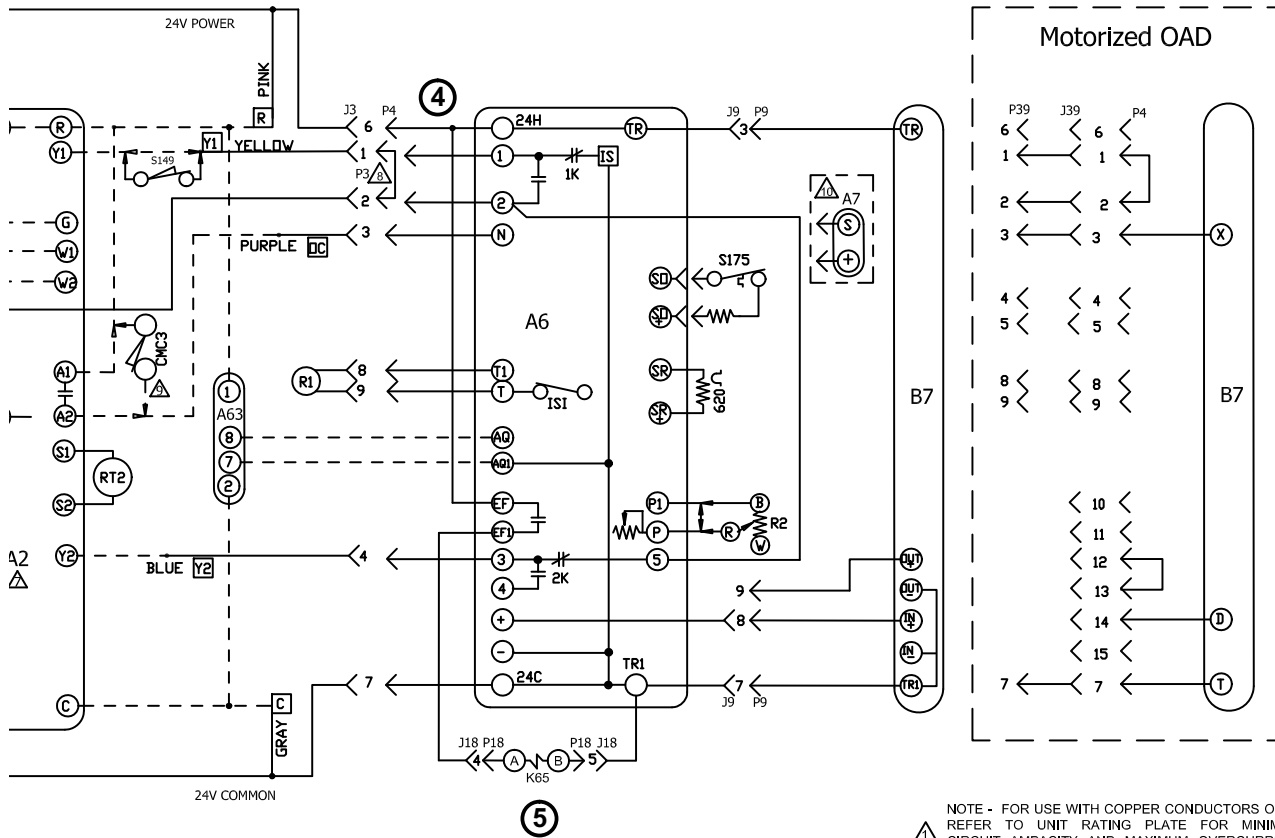 24V POWER
PINK
R
J3 P4
4
6
24H
TR
J9 P9
3
TR
Motorized OAD
P39 J39 P4
6 6
R
Y1
Y1
YELLOW
S149
1
P3
8
1
1K
IS
1 1
2
2
10
A7
S
+
2 2
G
W1
W2
PURPLE
OC
3
N
3 3
X
SD
SD
+
S175
A6
4 4
5 5
CMC3
9
A1
A2
R1
8
9
T1
T
ISI
SR
SR
+
620
B7
8 8
9 9
B7
1
A63
8
7
2
AQ
AQ1
S1
S2
RT2
EF
EF1
P1
P
B
R
R2
W
10
11
12
13
14
15
D
A2
7
Y2
BLUE
Y2
4
3
2K
4
5
9
OUT
+
OUT
-
+
8
IN
+
-
IN
-
C
C
GRAY
7
24C
TR1
7
J9 P9
TR1
7 7
T
J18 P18
4
A
B
K65
P18 J18
5
24V COMMON
5
NOTE - FOR USE WITH COPPER CONDUCTORS O
1
REFER TO UNIT RATING PLATE FOR MINIM